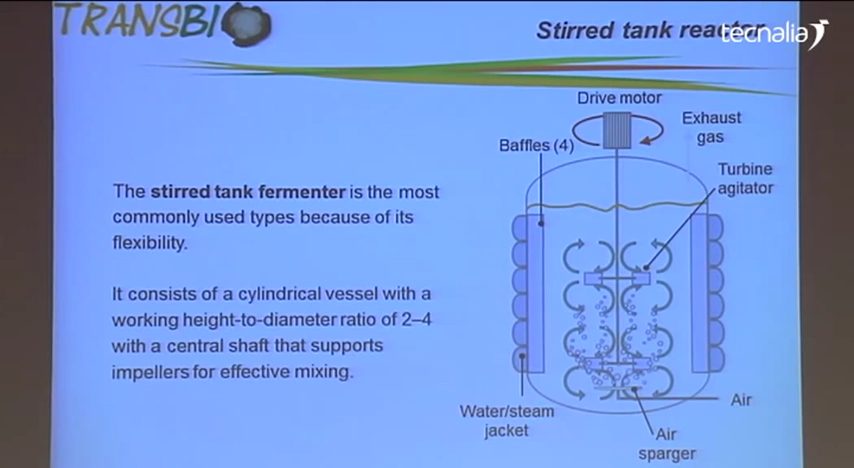 TRANSBI
Stirred tank reactor
tecnalia
Drive motor
Exhaust
gas
Baffles (4)
Turbine
agitator
The stirred tank fermenter is the most
commonly used types because of its
flexibility.
It consists of a cylindrical vessel with a
working height-to-diameter ratio of 2–4
with a central shaft that supports
impellers for effective mixing.
Water/steam
jacket
Air
Air
sparger